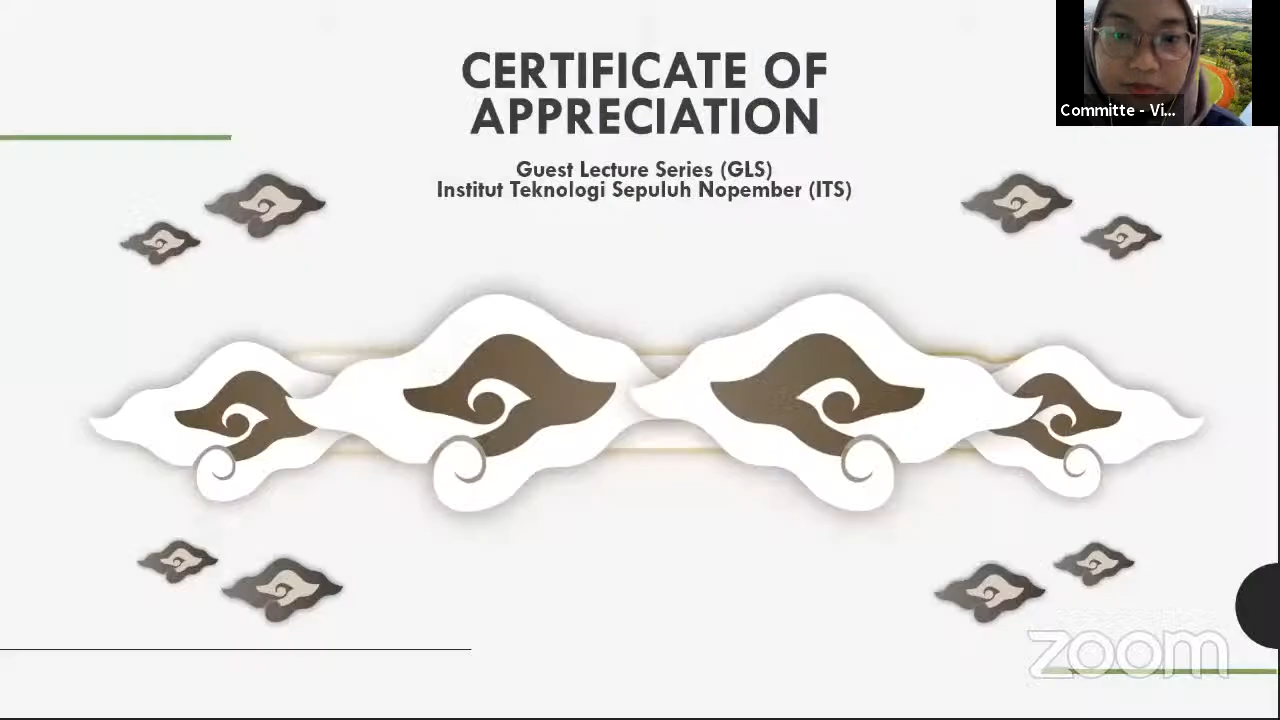 CERTIFICATE OF
APPRECIATION
Guest Lecture Series (GLS)
Institut Teknologi Sepuluh Nopember (ITS)
Committe - Vi...
zoom